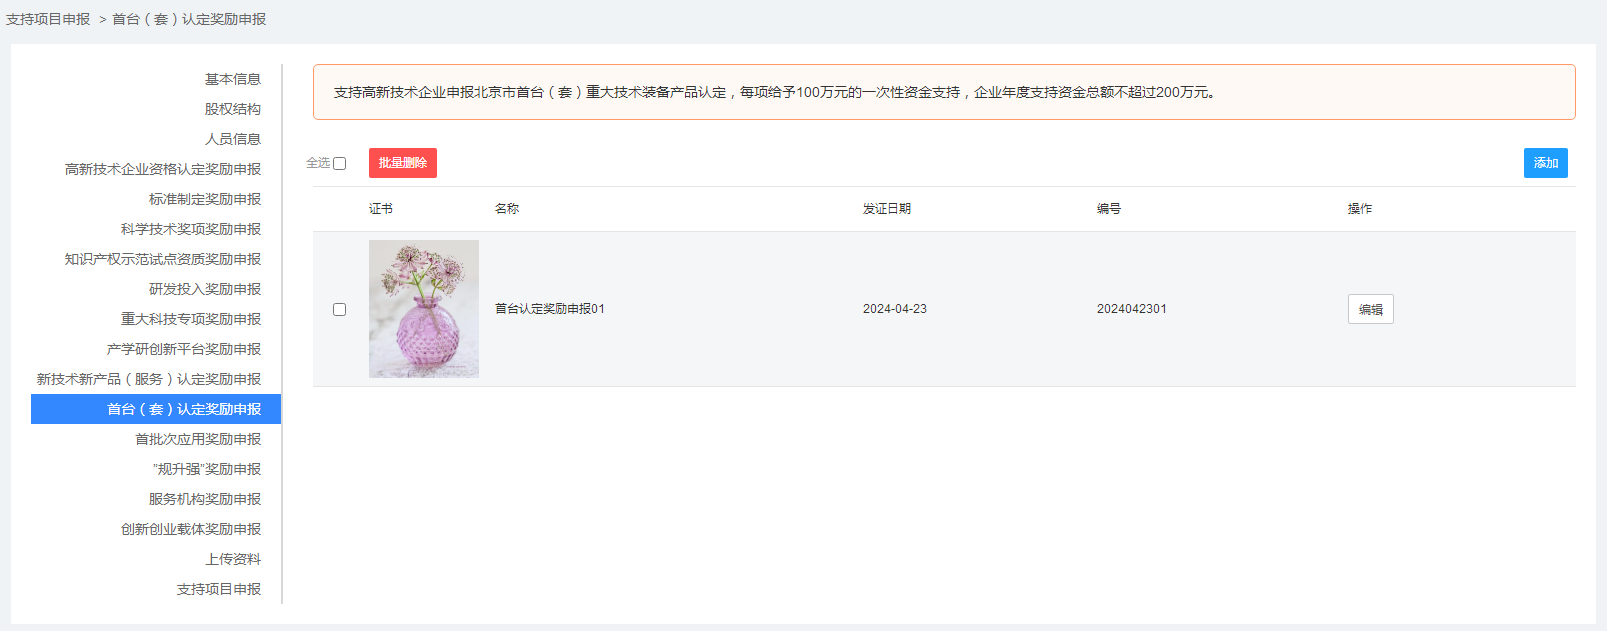 支持项目申报 > 首台（套）认定奖励申报
基本信息
股权结构
人员信息
高新技术企业资格认定奖励申报
标准制定奖励申报
科学技术奖项奖励申报
知识产权示范试点资质奖励申报
研发投入奖励申报
重大科技专项奖励申报
产学研创新平台奖励申报
新技术新产品（服务）认定奖励申报
首台（套）认定奖励申报
首批次应用奖励申报
"规升强"奖励申报
服务机构奖励申报
创新创业载体奖励申报
上传资料
支持项目申报
支持高新技术企业申报北京市首台（套）重大技术装备产品认定，每项给予100万元的一次性资金支持，企业年度支持资金总额不超过200万元。
全选 批量删除 添加
证书 名称 发证日期 编号 操作
首台认定奖励申报01 2024-04-23 2024042301 编辑